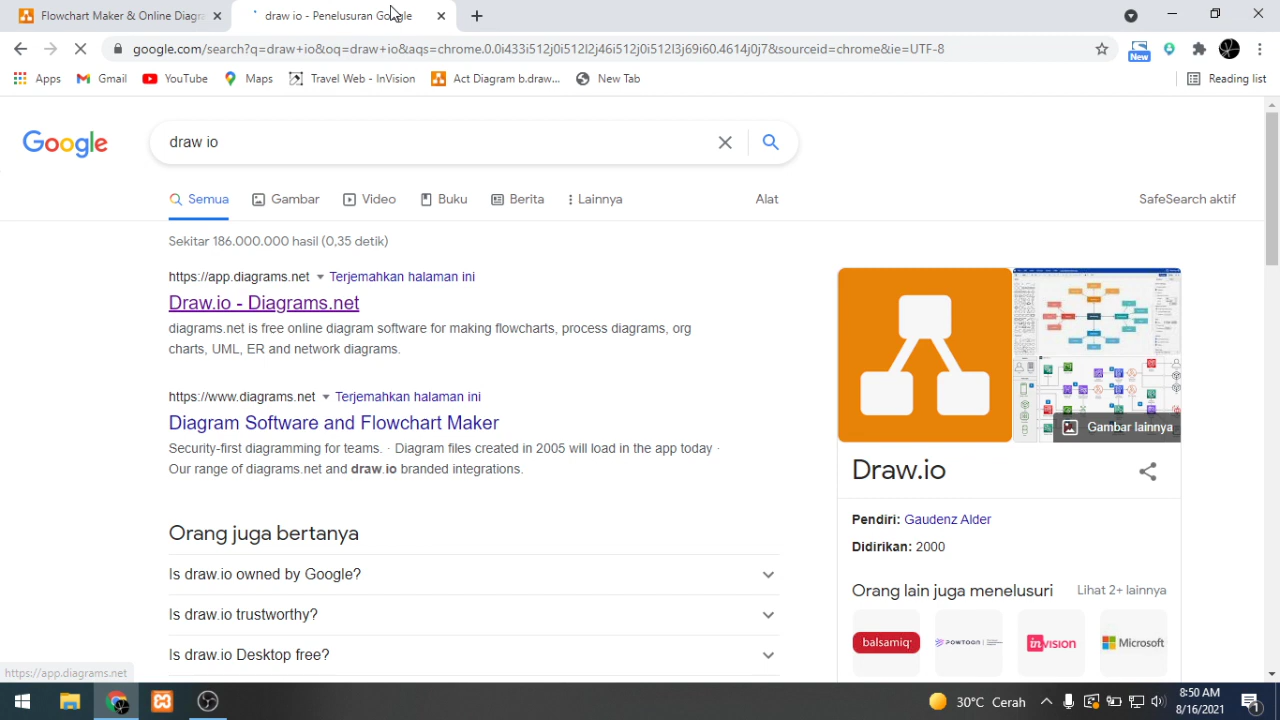 Flowchart Maker & Online Diagra
draw io - Penelusuran Google
google.com/search?q=draw+io&oq=draw+io&aqs=chrome.0.0i433i512j0i512l2j46i512j0i512l3j69i60.4614j0j7&sourceid=chrome&ie=UTF-8
New
Apps
Gmail
YouTube
Maps
Travel Web - InVision
Act Diagram b.draw...
New Tab
Reading list
Google
draw io
Semua
Gambar
Video
Buku
Berita
Lainnya
Alat
SafeSearch aktif
Sekitar 186.000.000 hasil (0,35 detik)
https://app.diagrams.net Terjemahkan halaman ini
Draw.io - Diagrams.net
diagrams.net is free online diagram software for making flowcharts, process diagrams, org
charts, UML, ER and network diagrams.
https://www.diagrams.net Terjemahkan halaman ini
Diagram Software and Flowchart Maker
Security-first diagramming for teams. · Diagram files created in 2005 will load in the app today ·
Our range of diagrams.net and draw.io branded integrations.
Orang juga bertanya
Is draw.io owned by Google?
Is draw.io trustworthy?
Is draw.io Desktop free?
Gambar lainnya
Draw.io
Pendiri: Gaudenz Alder
Didirikan: 2000
Orang lain juga menelusuri
Lihat 2+ lainnya
balsamiq
POWTOON
invision
Microsoft
https://app.diagrams.net
30°C Cerah
8:50 AM
8/16/2021
1